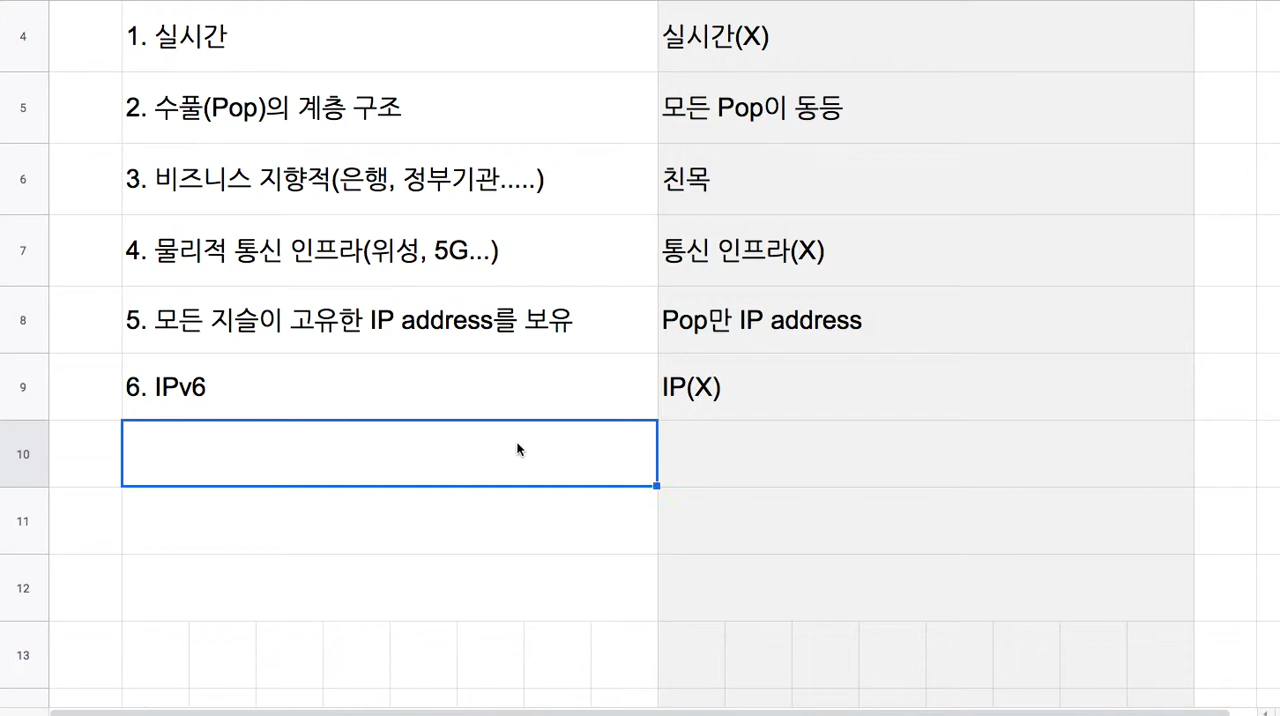 4
1. 실시간
실시간(X)
5
2. 수풀(Pop)의 계층 구조
모든 Pop이 동등
6
3. 비즈니스 지향적(은행, 정부기관.....)
친목
7
4. 물리적 통신 인프라(위성, 5G...)
통신 인프라(X)
8
5. 모든 지슬이 고유한 IP address를 보유
Pop만 IP address
9
6. IPv6
IP(X)
10
11
12
13